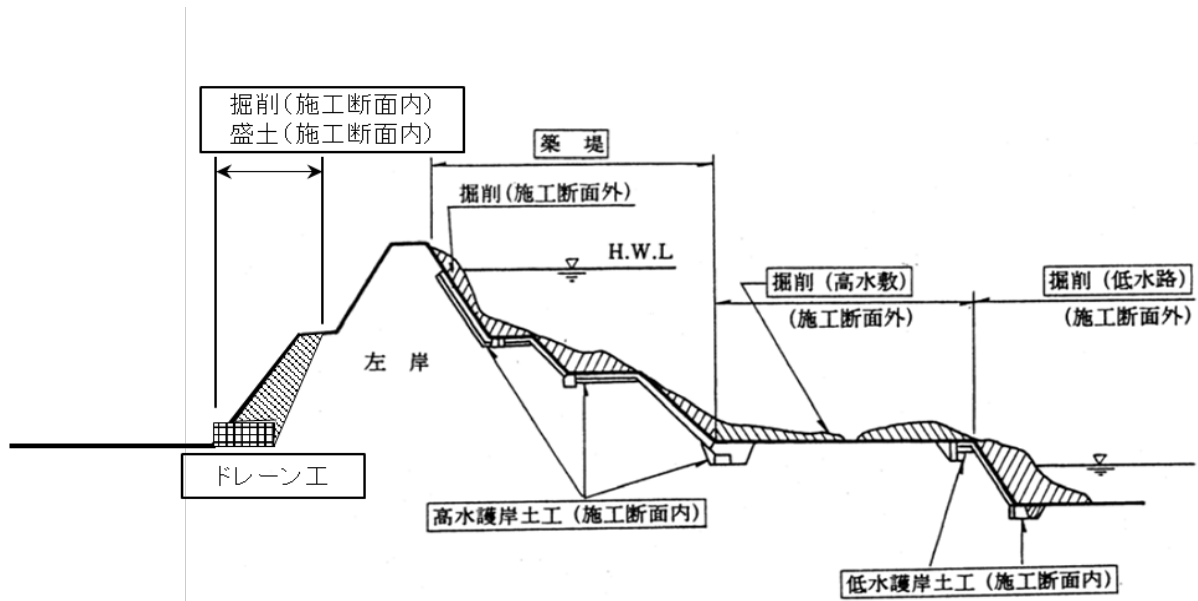 掘削（施工断面内）
盛土（施工断面内）
築　堤
掘削（施工断面外）
H.W.L
掘削（高水敷）
（施工断面外）
掘削（低水路）
（施工断面外）
左　岸
ドレーン工
高水護岸土工（施工断面内）
低水護岸土工（施工断面内）